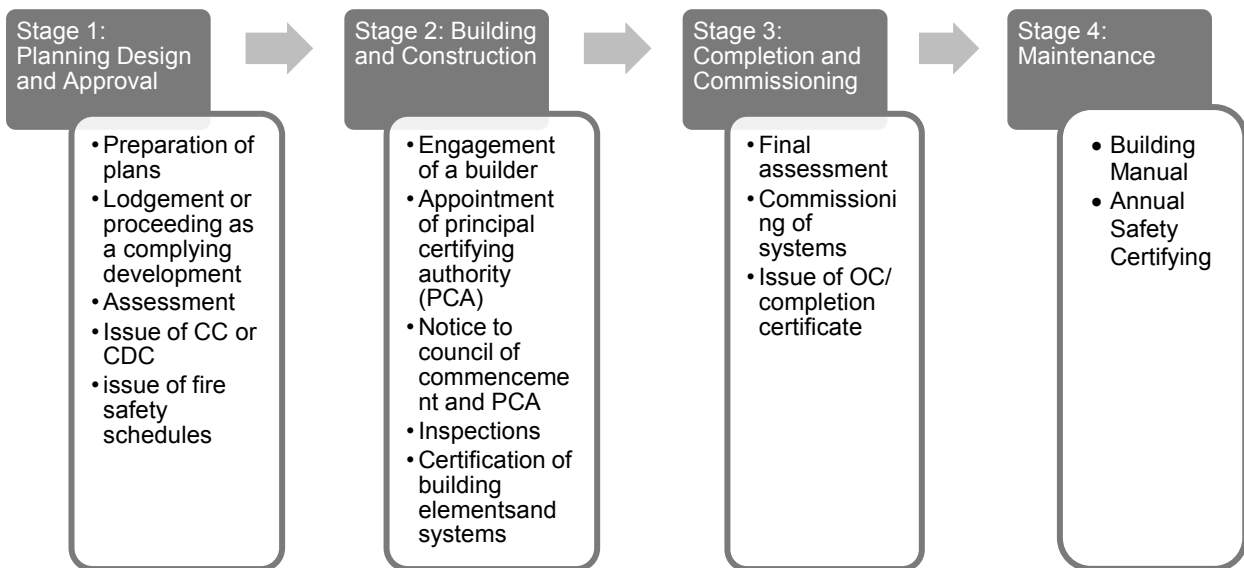 Stage 1:
Planning Design
and Approval
• Preparation of
plans
• Lodgement or
proceeding as
a complying
development
• Assessment
• Issue of CC or
CDC
• issue of fire
safety
schedules
Stage 2: Building
and Construction
• Engagement
of a builder
• Appointment
of principal
certifying
authority
(PCA)
• Notice to
council of
commenceme
nt and PCA
• Inspections
• Certification of
building
elementsand
systems
Stage 3:
Completion and
Commissioning
• Final
assessment
• Commissioni
ng of
systems
• Issue of OC/
completion
certificate
Stage 4:
Maintenance
• Building
Manual
• Annual
Safety
Certifying